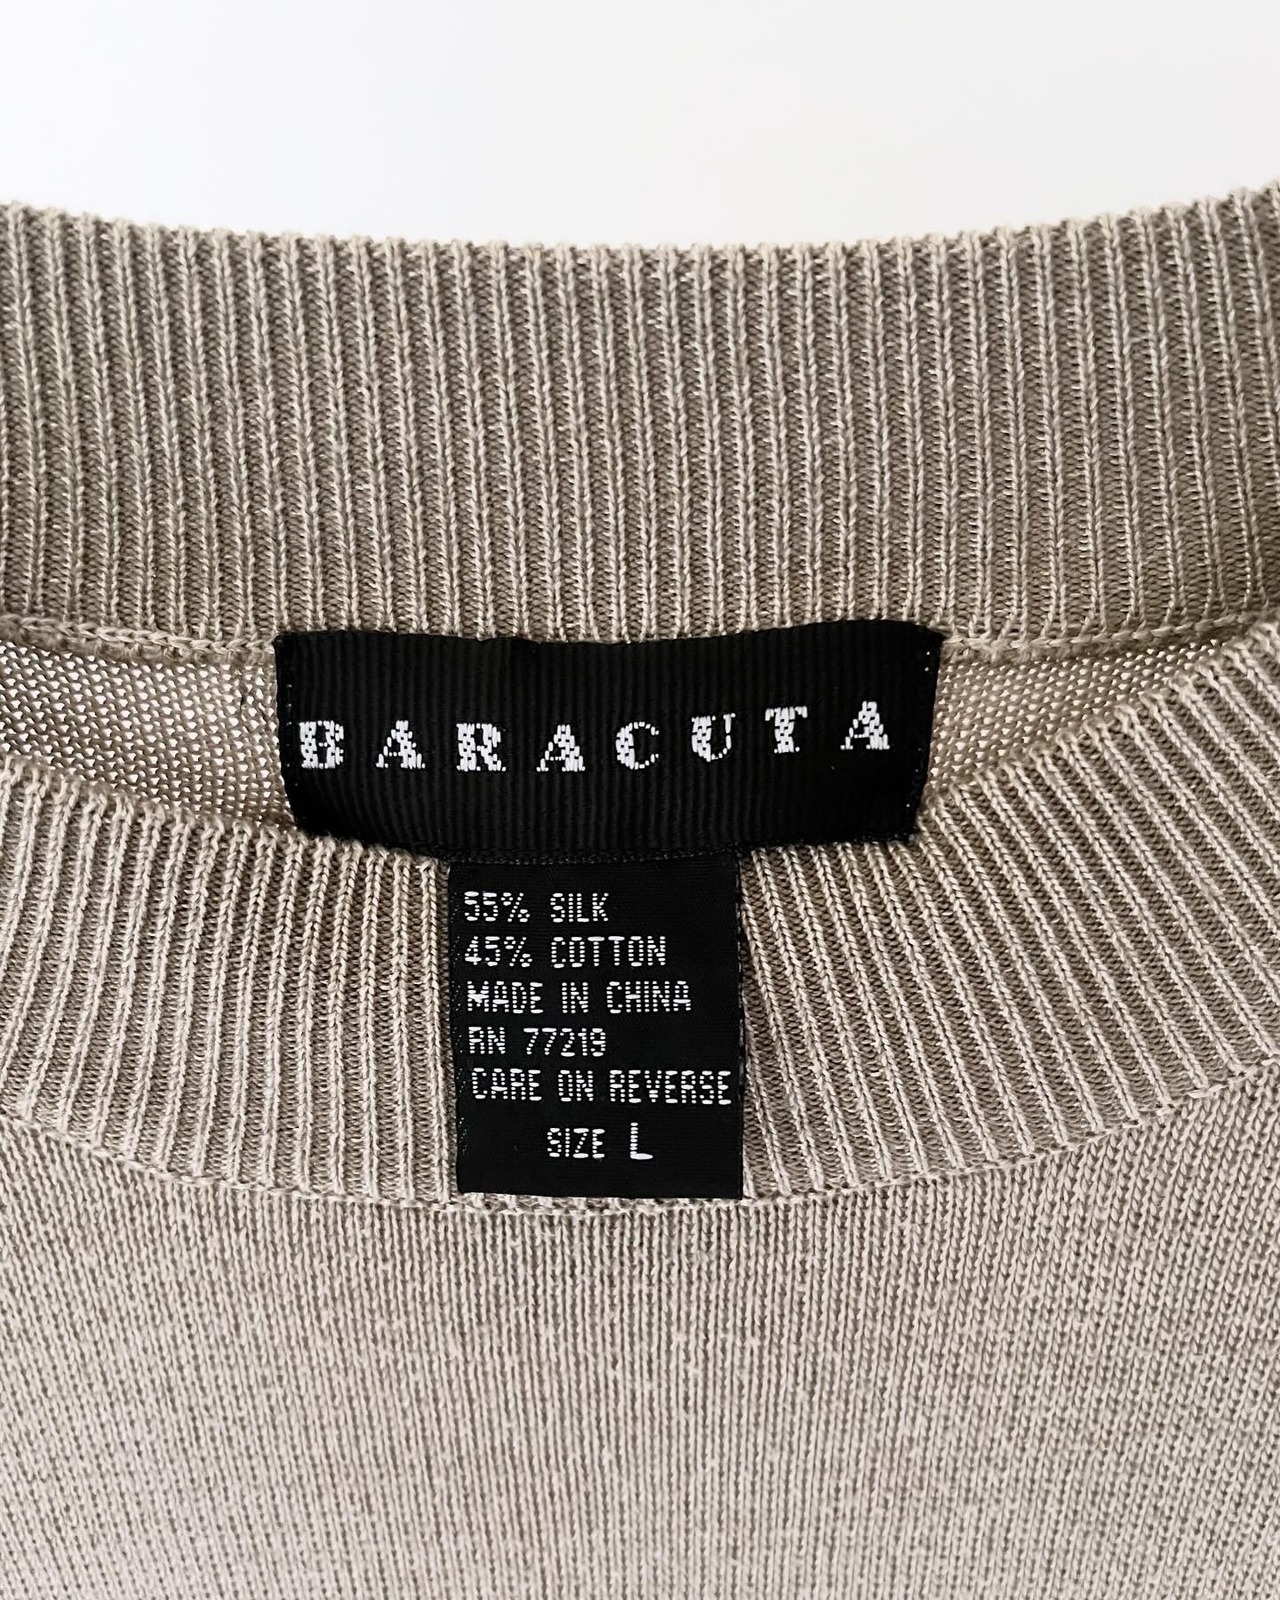 BARACUTA
55% SILK
45% COTTON
MADE IN CHINA
RN 77219
CARE ON REVERSE
SIZE L